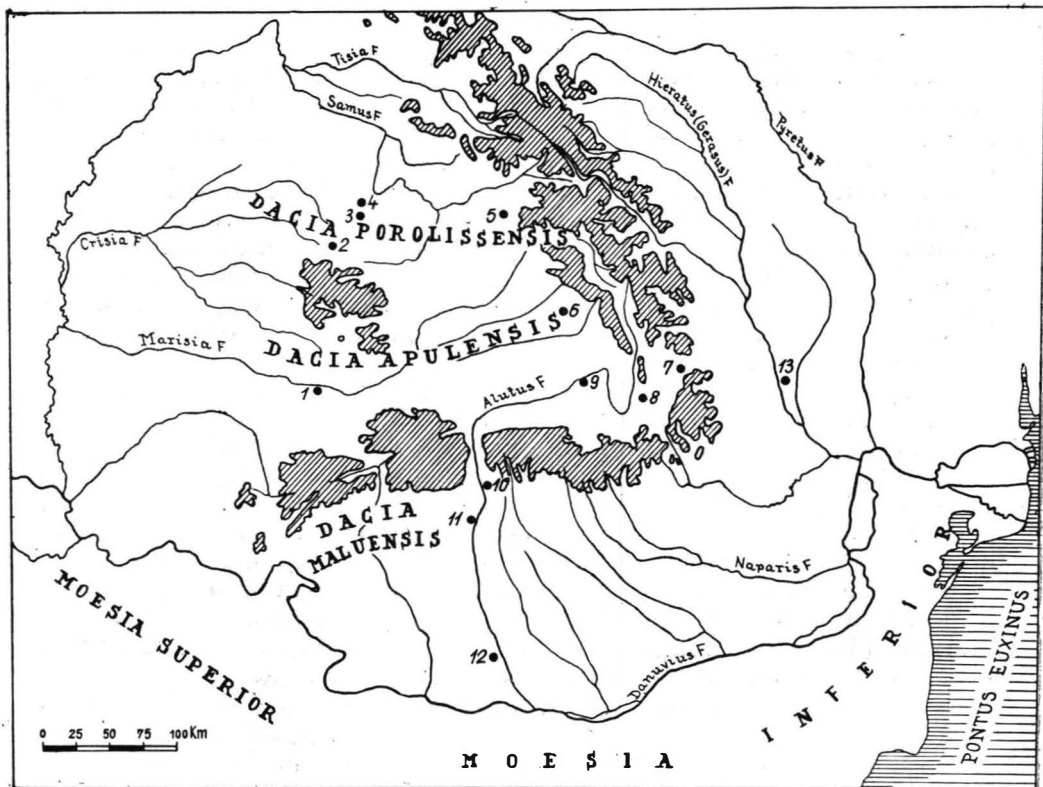 Tisia F
Samus F
Hieratus (Gerasus) F
Pyretus F
4
3
5
DACIA POROLISSENSIS
2
Crisia F
6
Marisia F
DACIA APULENSIS
1
7
13
Alutus F
9
8
10
11
DACIA
MALUENSIS
MOESIA SUPERIOR
Naparis F
12
Danuvius F
INFERIOR
PONTUS EUXINUS
0 25 50 75 100 Km
MOESIA